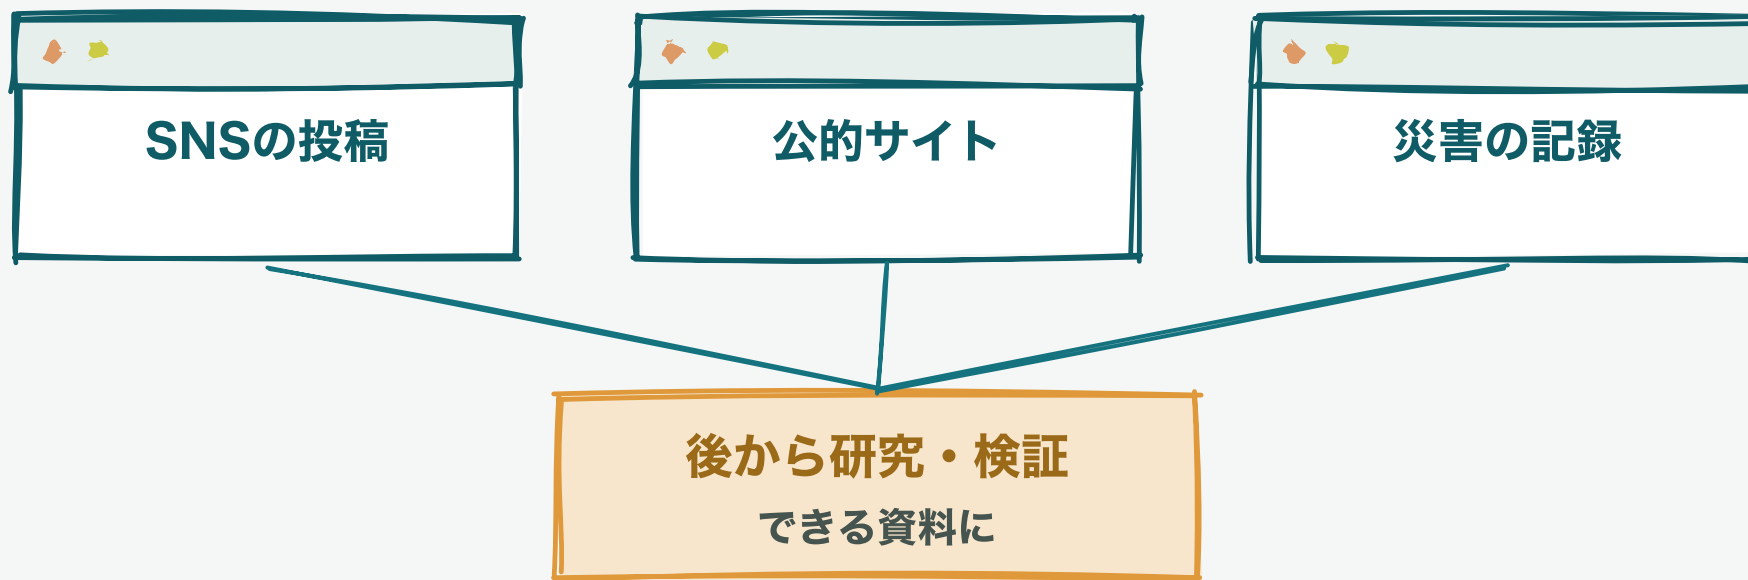 SNSの投稿
公的サイト
災害の記録
後から研究・検証
できる資料に